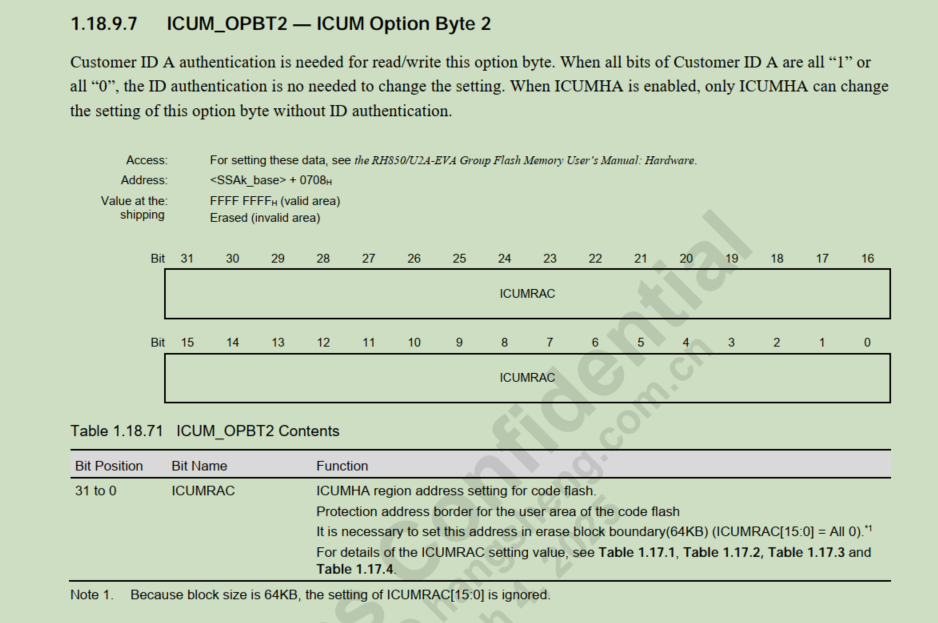 1.18.9.7 ICUM_OPBT2 — ICUM Option Byte 2
Customer ID A authentication is needed for read/write this option byte. When all bits of Customer ID A are all “1” or
all “0”, the ID authentication is no needed to change the setting. When ICUMHA is enabled, only ICUMHA can change
the setting of this option byte without ID authentication.
Access: For setting these data, see the RH850/U2A-EVA Group Flash Memory User's Manual: Hardware.
Address: <SSAk_base> + 0708H
Value at the: FFFF FFFFH (valid area)
shipping Erased (invalid area)
Bit 31 30 29 28 27 26 25 24 23 22 21 20 19 18 17 16
ICUMRAC
Bit 15 14 13 12 11 10 9 8 7 6 5 4 3 2 1 0
ICUMRAC
Table 1.18.71 ICUM_OPBT2 Contents
Bit Position Bit Name Function
31 to 0 ICUMRAC ICUMHA region address setting for code flash.
Protection address border for the user area of the code flash
It is necessary to set this address in erase block boundary(64KB) (ICUMRAC[15:0] = All 0).*1
For details of the ICUMRAC setting value, see Table 1.17.1, Table 1.17.2, Table 1.17.3 and
Table 1.17.4.
Note 1. Because block size is 64KB, the setting of ICUMRAC[15:0] is ignored.
s Confidential
hangsheng.com.cn
4, 2025